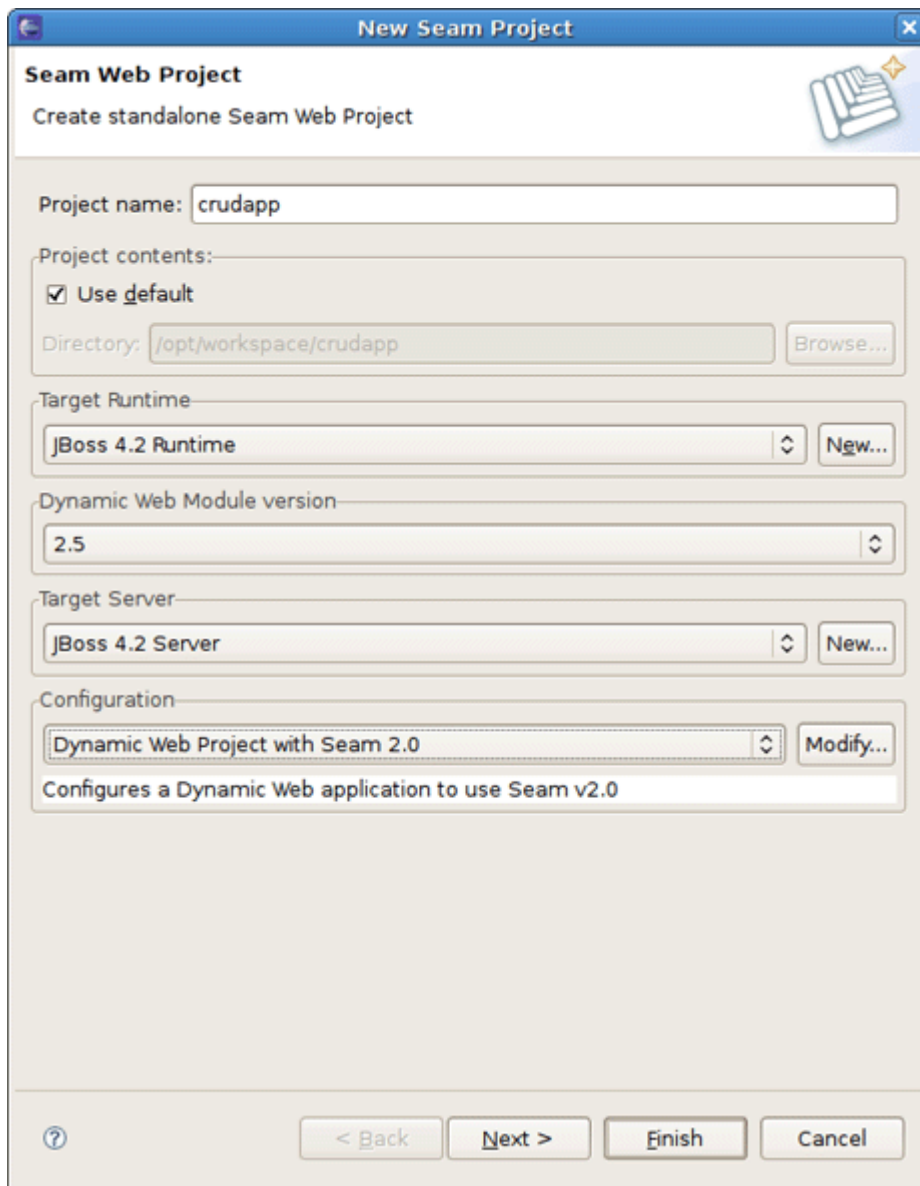 New Seam Project
Seam Web Project
Create standalone Seam Web Project
Project name: crudapp
Project contents:
Use default
Directory: /opt/workspace/crudapp Browse...
Target Runtime
JBoss 4.2 Runtime New...
Dynamic Web Module version
2.5
Target Server
JBoss 4.2 Server New...
Configuration
Dynamic Web Project with Seam 2.0 Modify...
Configures a Dynamic Web application to use Seam v2.0
? < Back Next > Finish Cancel